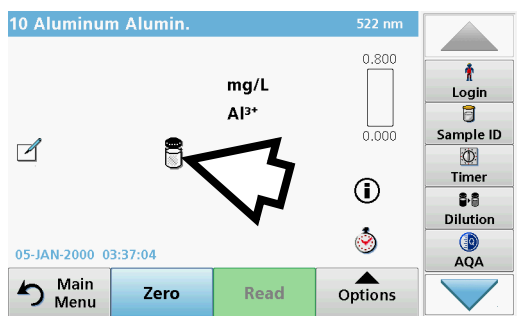 10 Aluminum Alumin.
522 nm
0.800
mg/L
Al³⁺
0.000
05-JAN-2000 03:37:04
Main
Menu
Zero
Read
Options
Login
Sample ID
Timer
Dilution
AQA